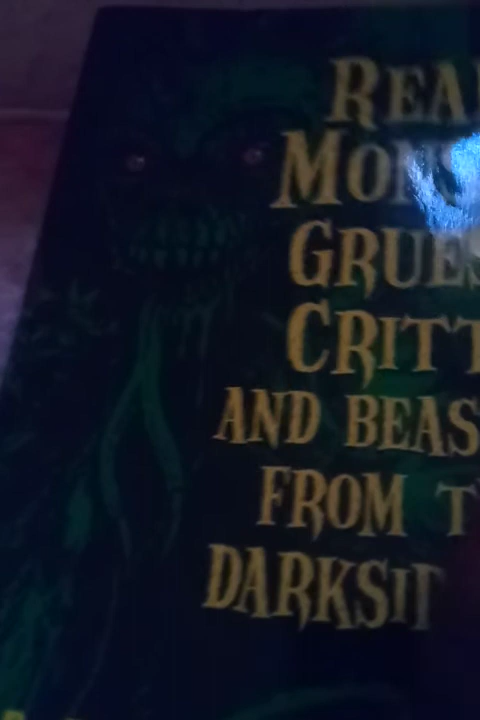 REA
MON
GRUES
CRITT
AND BEAS
FROM T
DARKSI